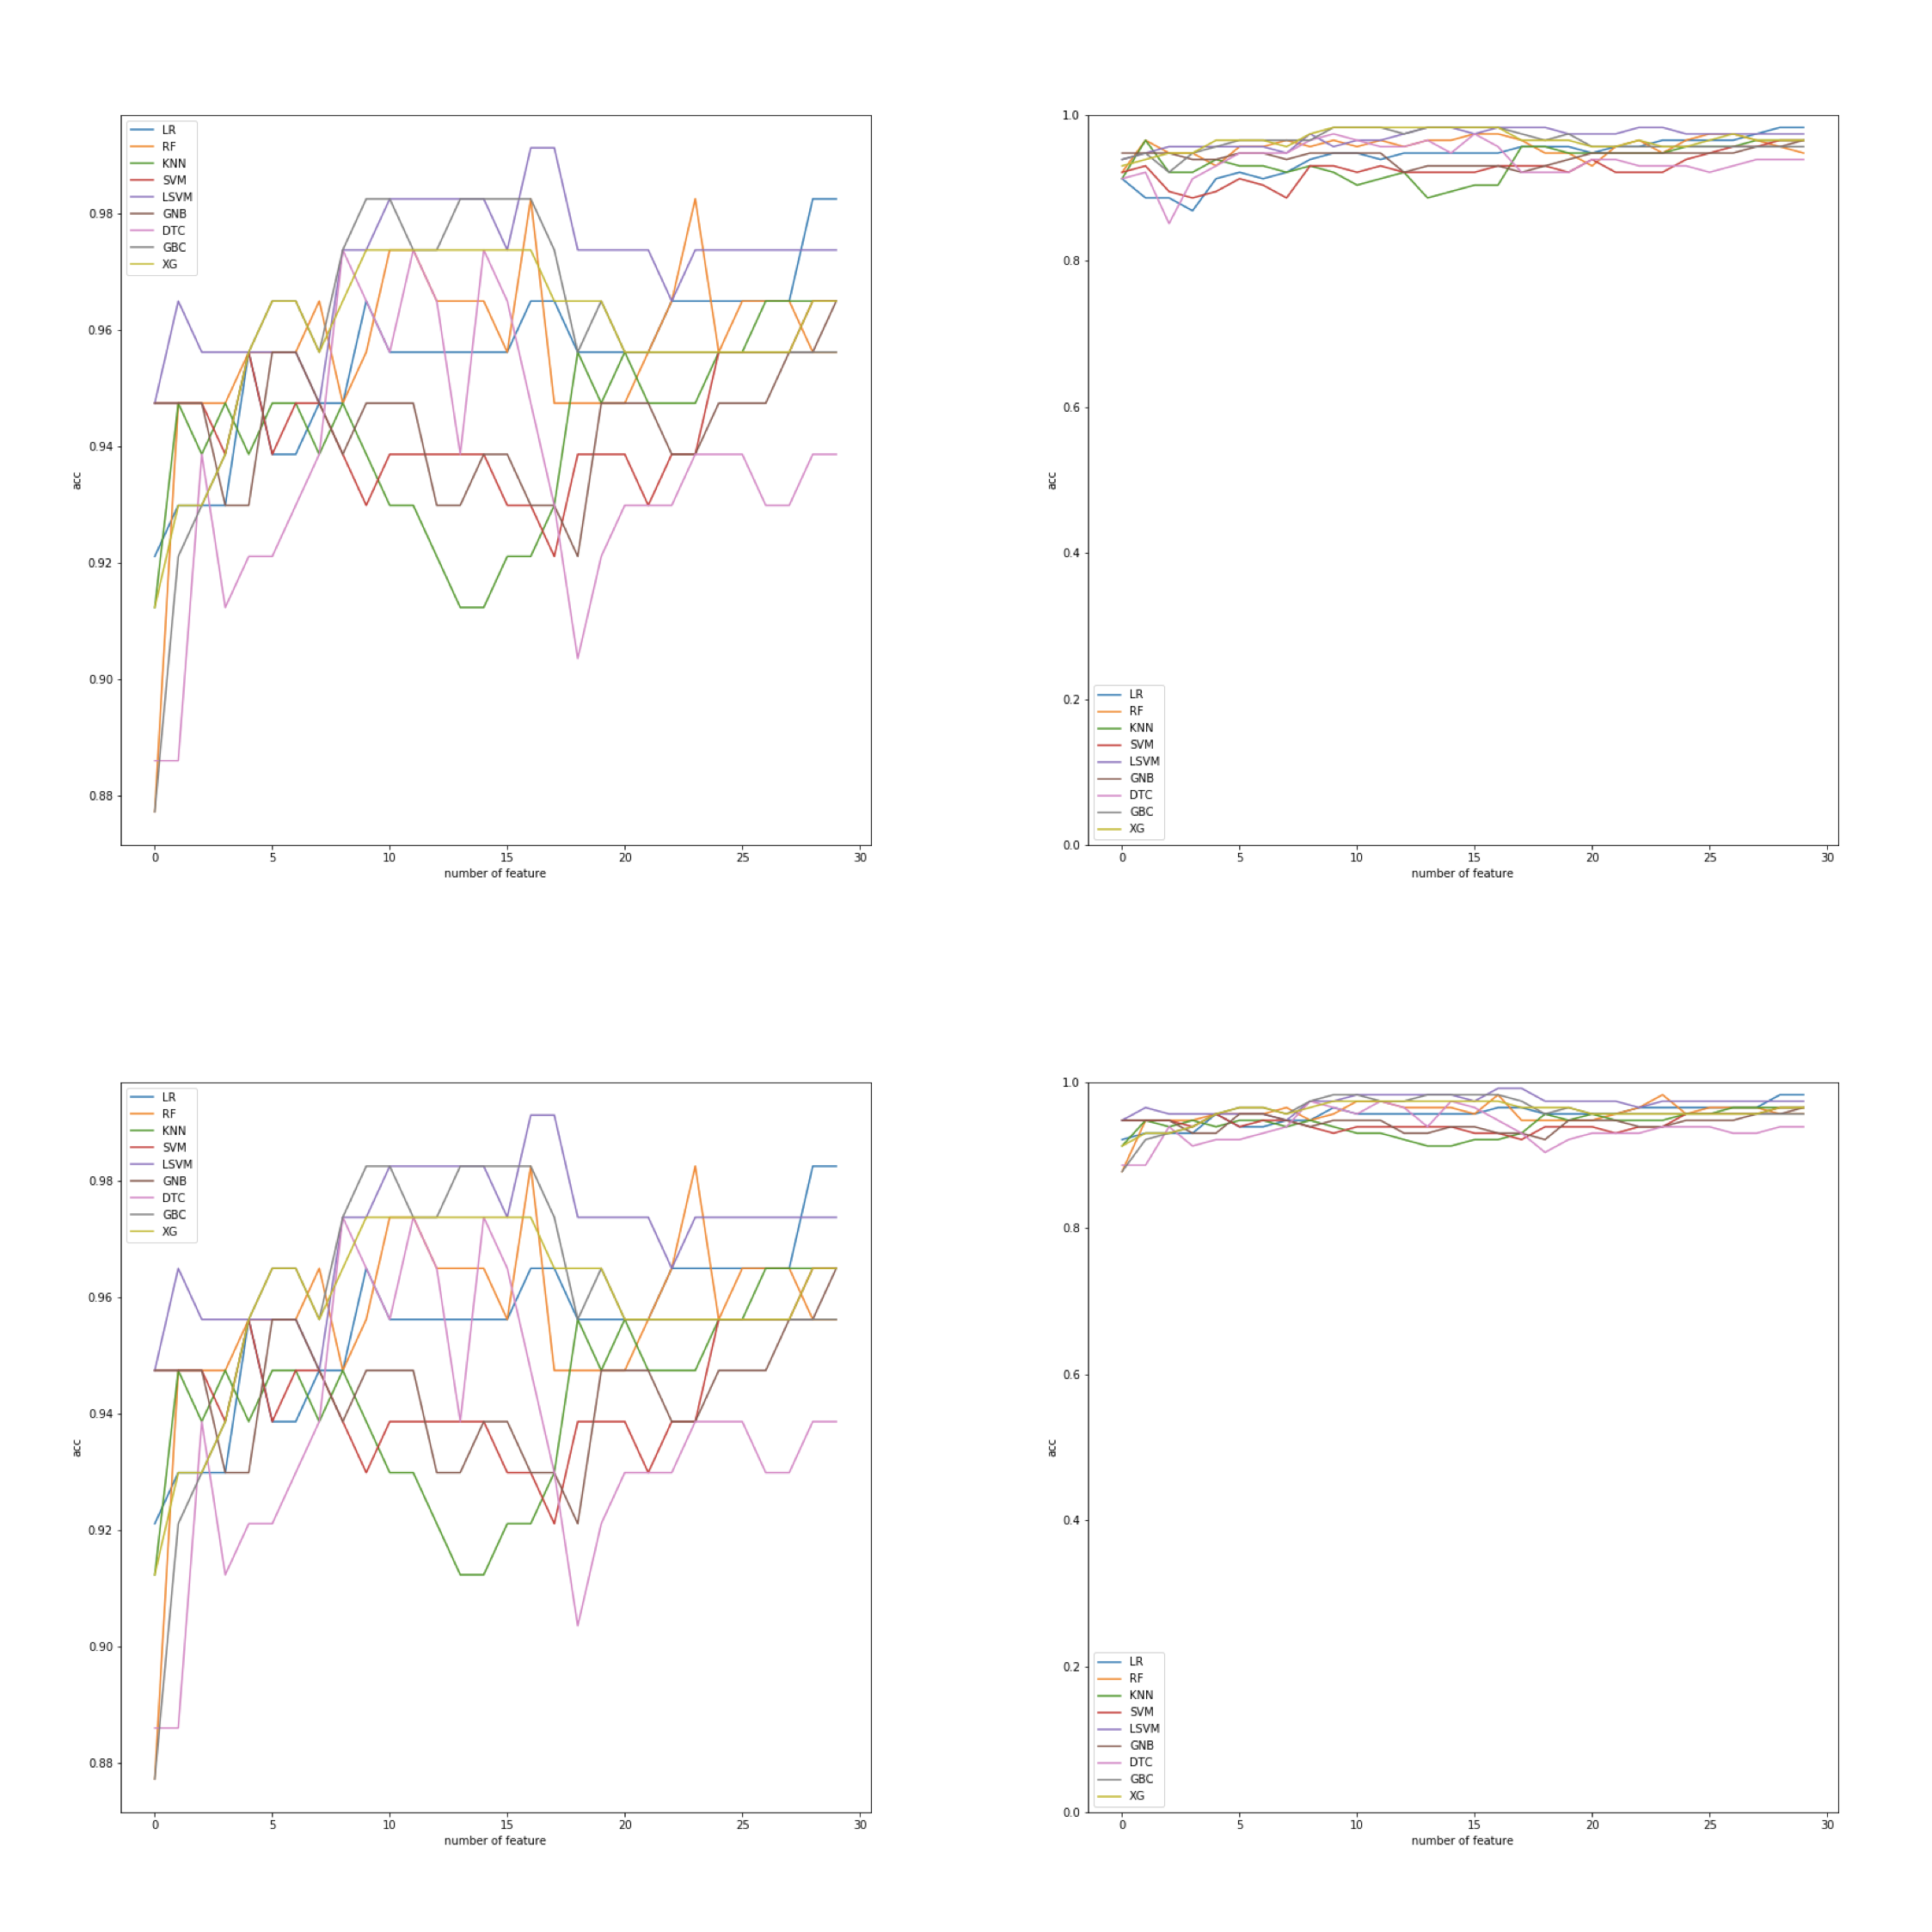 LR
RF
KNN
SVM
LSVM
GNB
DTC
GBC
XG
0.98
0.96
0.94
0.92
0.90
0.88
acc
0 5 10 15 20 25 30
number of feature
1.0
0.8
0.6
0.4
0.2
0.0
acc
LR
RF
KNN
SVM
LSVM
GNB
DTC
GBC
XG
0 5 10 15 20 25 30
number of feature
LR
RF
KNN
SVM
LSVM
GNB
DTC
GBC
XG
0.98
0.96
0.94
0.92
0.90
0.88
acc
0 5 10 15 20 25 30
number of feature
1.0
0.8
0.6
0.4
0.2
0.0
acc
LR
RF
KNN
SVM
LSVM
GNB
DTC
GBC
XG
0 5 10 15 20 25 30
number of feature